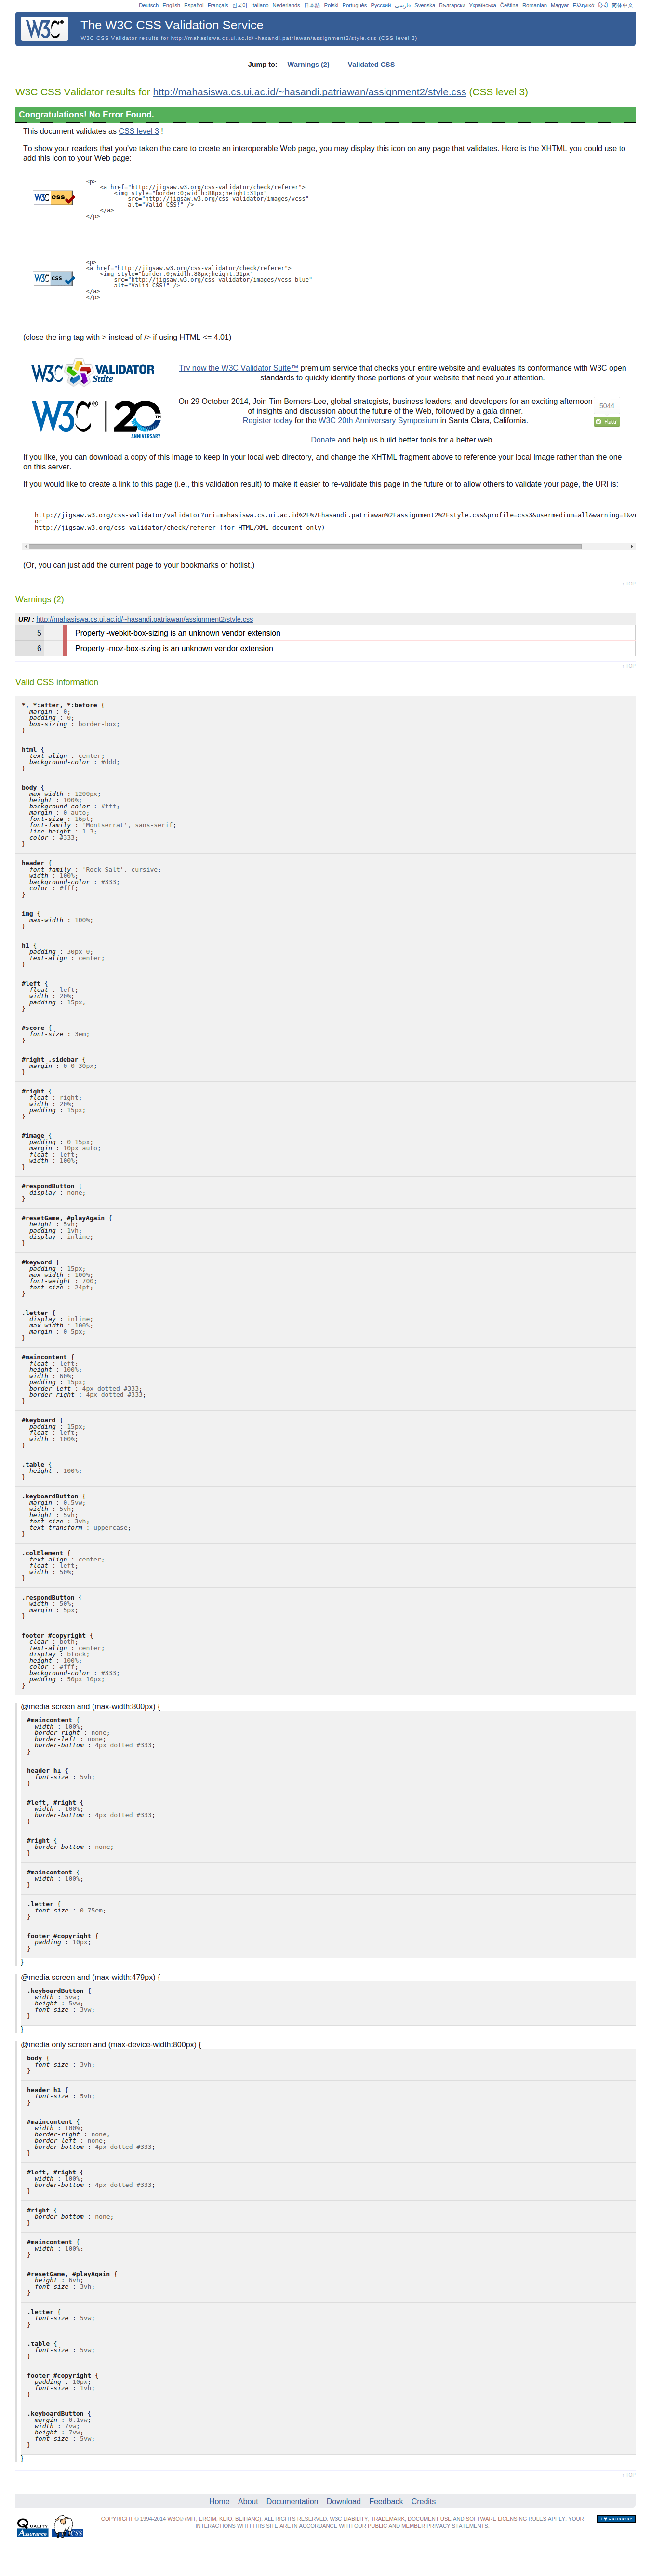 Deutsch English Español Français 한국어 Italiano Nederlands 日本語 Polski Português Русский فارسی Svenska Български Українська Čeština Romanian Magyar Ελληνικά हिन्दी 简体中文
W3C The W3C CSS Validation Service
W3C CSS Validator results for http://mahasiswa.cs.ui.ac.id/~hasandi.patriawan/assignment2/style.css (CSS level 3)
Jump to: Warnings (2) Validated CSS
W3C CSS Validator results for http://mahasiswa.cs.ui.ac.id/~hasandi.patriawan/assignment2/style.css (CSS level 3)
Congratulations! No Error Found.
This document validates as CSS level 3 !
To show your readers that you've taken the care to create an interoperable Web page, you may display this icon on any page that validates. Here is the XHTML you could use to
add this icon to your Web page:
W3C css
<p>
<a href="http://jigsaw.w3.org/css-validator/check/referer">
<img style="border:0;width:88px;height:31px"
src="http://jigsaw.w3.org/css-validator/images/vcss"
alt="Valid CSS!" />
</a>
</p>
W3C css
<p>
<a href="http://jigsaw.w3.org/css-validator/check/referer">
<img style="border:0;width:88px;height:31px"
src="http://jigsaw.w3.org/css-validator/images/vcss-blue"
alt="Valid CSS!" />
</a>
</p>
(close the img tag with > instead of /> if using HTML <= 4.01)
W3C VALIDATOR Suite
Try now the W3C Validator Suite™ premium service that checks your entire website and evaluates its conformance with W3C open
standards to quickly identify those portions of your website that need your attention.
W3C® 20TH ANNIVERSARY
On 29 October 2014, Join Tim Berners-Lee, global strategists, business leaders, and developers for an exciting afternoon
of insights and discussion about the future of the Web, followed by a gala dinner.
Register today for the W3C 20th Anniversary Symposium in Santa Clara, California.
5044
Flattr
Donate and help us build better tools for a better web.
If you like, you can download a copy of this image to keep in your local web directory, and change the XHTML fragment above to reference your local image rather than the one
on this server.
If you would like to create a link to this page (i.e., this validation result) to make it easier to re-validate this page in the future or to allow others to validate your page, the URI is:
http://jigsaw.w3.org/css-validator/validator?uri=mahasiswa.cs.ui.ac.id%2F%7Ehasandi.patriawan%2Fassignment2%2Fstyle.css&profile=css3&usermedium=all&warning=1&v
or
http://jigsaw.w3.org/css-validator/check/referer (for HTML/XML document only)
(Or, you can just add the current page to your bookmarks or hotlist.)
↑ TOP
Warnings (2)
URI : http://mahasiswa.cs.ui.ac.id/~hasandi.patriawan/assignment2/style.css
5 Property -webkit-box-sizing is an unknown vendor extension
6 Property -moz-box-sizing is an unknown vendor extension
↑ TOP
Valid CSS information
*, *:after, *:before {
margin : 0;
padding : 0;
box-sizing : border-box;
}
html {
text-align : center;
background-color : #ddd;
}
body {
max-width : 1200px;
height : 100%;
background-color : #fff;
margin : 0 auto;
font-size : 16pt;
font-family : 'Montserrat', sans-serif;
line-height : 1.3;
color : #333;
}
header {
font-family : 'Rock Salt', cursive;
width : 100%;
background-color : #333;
color : #fff;
}
img {
max-width : 100%;
}
h1 {
padding : 30px 0;
text-align : center;
}
#left {
float : left;
width : 20%;
padding : 15px;
}
#score {
font-size : 3em;
}
#right .sidebar {
margin : 0 0 30px;
}
#right {
float : right;
width : 20%;
padding : 15px;
}
#image {
padding : 0 15px;
margin : 10px auto;
float : left;
width : 100%;
}
#respondButton {
display : none;
}
#resetGame, #playAgain {
height : 5vh;
padding : 1vh;
display : inline;
}
#keyword {
padding : 15px;
max-width : 100%;
font-weight : 700;
font-size : 24pt;
}
.letter {
display : inline;
max-width : 100%;
margin : 0 5px;
}
#maincontent {
float : left;
height : 100%;
width : 60%;
padding : 15px;
border-left : 4px dotted #333;
border-right : 4px dotted #333;
}
#keyboard {
padding : 15px;
float : left;
width : 100%;
}
.table {
height : 100%;
}
.keyboardButton {
margin : 0.5vw;
width : 5vh;
height : 5vh;
font-size : 3vh;
text-transform : uppercase;
}
.colElement {
text-align : center;
float : left;
width : 50%;
}
.respondButton {
width : 50%;
margin : 5px;
}
footer #copyright {
clear : both;
text-align : center;
display : block;
height : 100%;
color : #fff;
background-color : #333;
padding : 50px 10px;
}
@media screen and (max-width:800px) {
#maincontent {
width : 100%;
border-right : none;
border-left : none;
border-bottom : 4px dotted #333;
}
header h1 {
font-size : 5vh;
}
#left, #right {
width : 100%;
border-bottom : 4px dotted #333;
}
#right {
border-bottom : none;
}
#maincontent {
width : 100%;
}
.letter {
font-size : 0.75em;
}
footer #copyright {
padding : 10px;
}
}
@media screen and (max-width:479px) {
.keyboardButton {
width : 5vw;
height : 5vw;
font-size : 3vw;
}
}
@media only screen and (max-device-width:800px) {
body {
font-size : 3vh;
}
header h1 {
font-size : 5vh;
}
#maincontent {
width : 100%;
border-right : none;
border-left : none;
border-bottom : 4px dotted #333;
}
#left, #right {
width : 100%;
border-bottom : 4px dotted #333;
}
#right {
border-bottom : none;
}
#maincontent {
width : 100%;
}
#resetGame, #playAgain {
height : 6vh;
font-size : 3vh;
}
.letter {
font-size : 5vw;
}
.table {
font-size : 5vw;
}
footer #copyright {
padding : 10px;
font-size : 1vh;
}
.keyboardButton {
margin : 0.1vw;
width : 7vw;
height : 7vw;
font-size : 5vw;
}
}
↑ TOP
Home About Documentation Download Feedback Credits
QUALITY Assurance CSS
COPYRIGHT © 1994-2014 W3C® (MIT, ERCIM, KEIO, BEIHANG), ALL RIGHTS RESERVED. W3C LIABILITY, TRADEMARK, DOCUMENT USE AND SOFTWARE LICENSING RULES APPLY. YOUR
INTERACTIONS WITH THIS SITE ARE IN ACCORDANCE WITH OUR PUBLIC AND MEMBER PRIVACY STATEMENTS.
I ♥ VALIDATOR